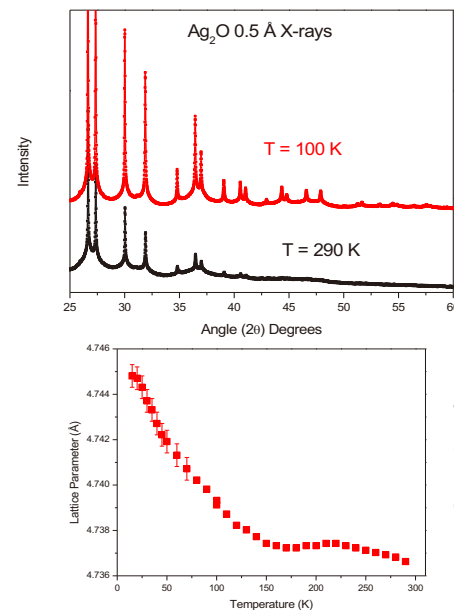 Ag₂O 0.5 Å X-rays
Intensity
T = 100 K
T = 290 K
25 30 35 40 45 50 55 60
Angle (2θ) Degrees
4.746
4.744
4.742
4.740
4.738
4.736
Lattice Parameter (Å)
0 50 100 150 200 250 300
Temperature (K)